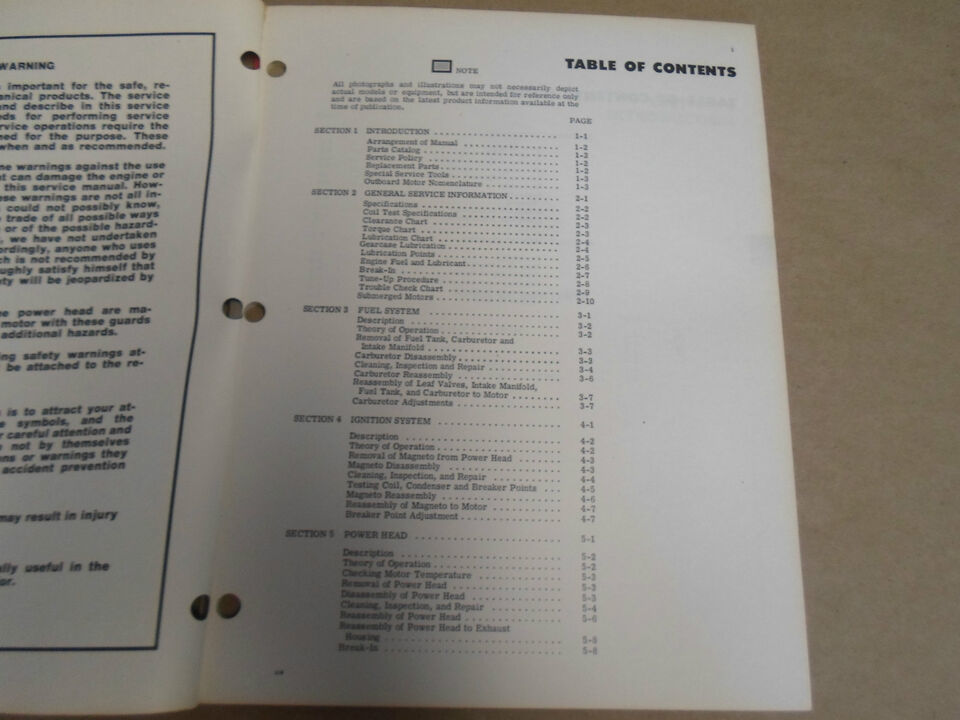 WARNING
important for the safe, re-
anical products. The service
and describe in this service
eds for performing service
rvice operations require the
ned for the purpose. These
when and as recommended.
ne warnings against the use
can damage the engine or
this service manual. How-
ese warnings are not all in-
could not possibly know,
trade of all possible ways
or of the possible hazard-
, we have not undertaken
ordingly, anyone who uses
ch is not recommended by
oughly satisfy himself that
ety will be jeopardized by
he power head are ma-
motor with these guards
additional hazards.
ing safety warnings at-
be attached to the re-
is to attract your at-
e symbols, and the
r careful attention and
not by themselves
ons or warnings they
accident prevention
may result in injury
ally useful in the
or.
TABLE OF CONTENTS
NOTE
All photographs and illustrations may not necessarily depict
actual models or equipment, but are intended for reference only
and are based on the latest product information available at the
time of publication.
PAGE
SECTION 1 INTRODUCTION 1-1
Arrangement of Manual 1-2
Parts Catalog 1-2
Service Policy 1-2
Replacement Parts 1-2
Special Service Tools 1-3
Outboard Motor Nomenclature 1-3
SECTION 2 GENERAL SERVICE INFORMATION 2-1
Specifications 2-2
Coil Test Specifications 2-2
Clearance Chart 2-3
Torque Chart 2-3
Lubrication Chart 2-4
Gearcase Lubrication 2-4
Lubrication Points 2-5
Engine Fuel and Lubricant 2-6
Break-In 2-7
Tune-Up Procedure 2-8
Trouble Check Chart 2-9
Submerged Motors 2-10
SECTION 3 FUEL SYSTEM 3-1
Description 3-2
Theory of Operation 3-2
Removal of Fuel Tank, Carburetor and
Intake Manifold 3-3
Carburetor Disassembly 3-3
Cleaning, Inspection and Repair 3-4
Carburetor Reassembly 3-6
Reassembly of Leaf Valves, Intake Manifold,
Fuel Tank, and Carburetor to Motor 3-7
Carburetor Adjustments 3-7
SECTION 4 IGNITION SYSTEM 4-1
Description 4-2
Theory of Operation 4-2
Removal of Magneto from Power Head 4-3
Magneto Disassembly 4-3
Cleaning, Inspection, and Repair 4-4
Testing Coil, Condenser and Breaker Points 4-5
Magneto Reassembly 4-6
Reassembly of Magneto to Motor 4-7
Breaker Point Adjustment 4-7
SECTION 5 POWER HEAD 5-1
Description 5-2
Theory of Operation 5-2
Checking Motor Temperature 5-3
Removal of Power Head 5-3
Disassembly of Power Head 5-3
Cleaning, Inspection, and Repair 5-4
Reassembly of Power Head 5-6
Reassembly of Power Head to Exhaust
Housing 5-8
Break-In 5-8